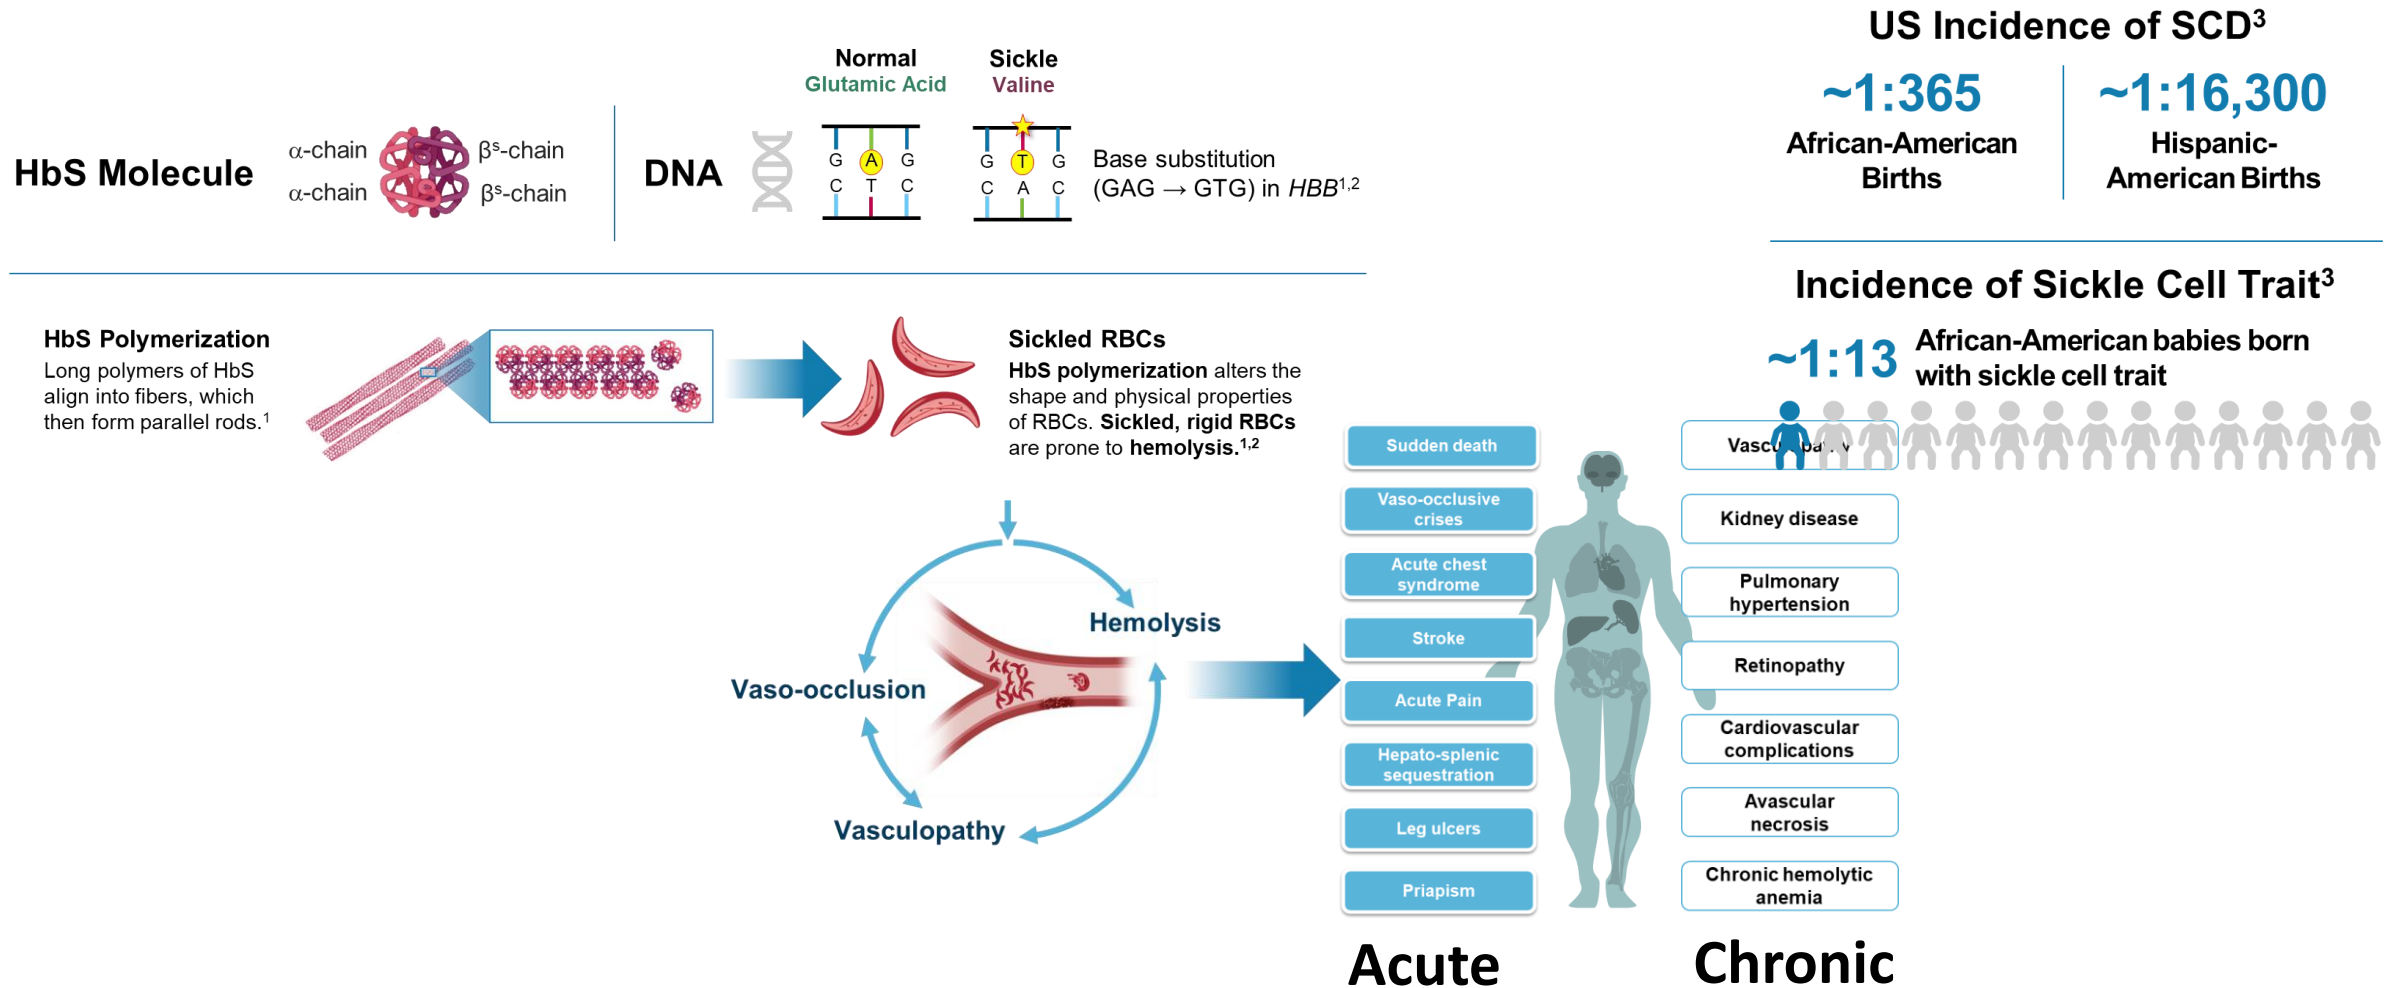 HbS Molecule
α-chain
α-chain
βˢ-chain
βˢ-chain
DNA
Normal
Glutamic Acid
G A G
C T C
Sickle
Valine
G T G
C A C
Base substitution
(GAG → GTG) in HBB¹,²
US Incidence of SCD³
~1:365
African-American
Births
~1:16,300
Hispanic-
American Births
Incidence of Sickle Cell Trait³
~1:13
African-American babies born
with sickle cell trait
HbS Polymerization
Long polymers of HbS
align into fibers, which
then form parallel rods.¹
Sickled RBCs
HbS polymerization alters the
shape and physical properties
of RBCs. Sickled, rigid RBCs
are prone to hemolysis.¹,²
Hemolysis
Vaso-occlusion
Vasculopathy
Sudden death
Vaso-occlusive
crises
Acute chest
syndrome
Stroke
Acute Pain
Hepato-splenic
sequestration
Leg ulcers
Priapism
Acute
Kidney disease
Pulmonary
hypertension
Retinopathy
Cardiovascular
complications
Avascular
necrosis
Chronic hemolytic
anemia
Chronic